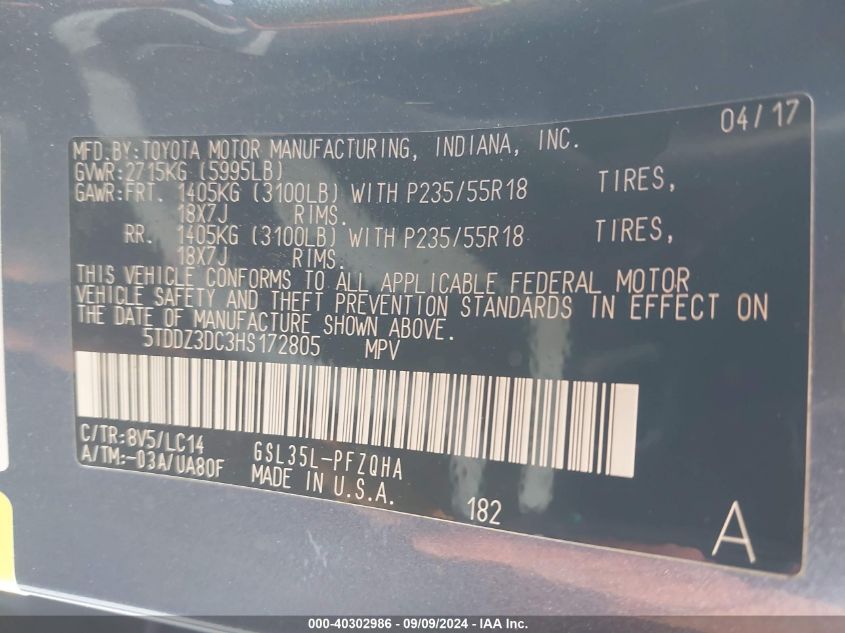 04/17
MFD.BY:TOYOTA MOTOR MANUFACTURING, INDIANA, INC.
GVWR:2715KG (5995LB)
GAWR:FRT. 1405KG (3100LB) WITH P235/55R18 TIRES,
18X7J RIMS.
RR. 1405KG (3100LB) WITH P235/55R18 TIRES,
18X7J RIMS.
THIS VEHICLE CONFORMS TO ALL APPLICABLE FEDERAL MOTOR
VEHICLE SAFETY AND THEFT PREVENTION STANDARDS IN EFFECT ON
THE DATE OF MANUFACTURE SHOWN ABOVE.
5TDDZ3DC3HS172805 MPV
C/TR:8V5/LC14 GSL35L-PFZQHA
A/TM:-03A/UA80F MADE IN U.S.A.
182 A
000-40302986 - 09/09/2024 - IAA Inc.